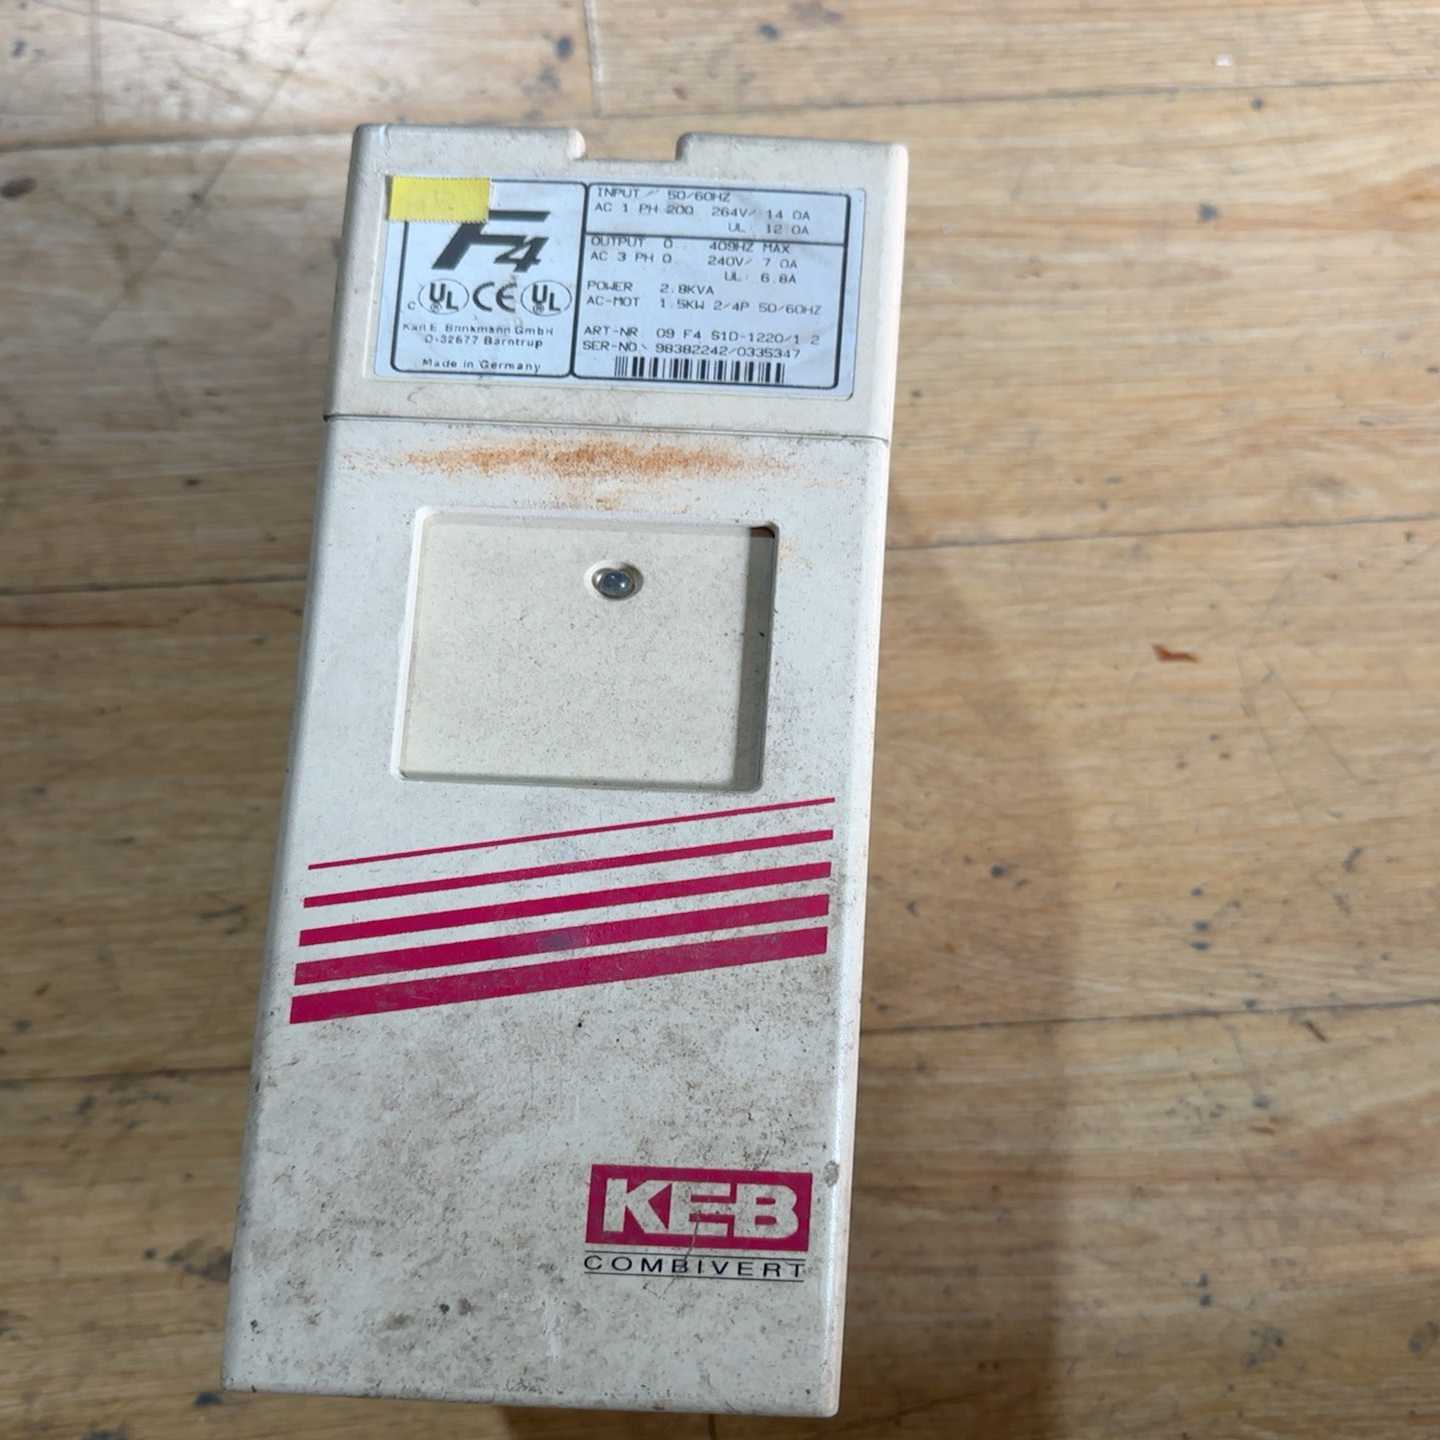 F4
C UL CE UL
Karl E. Brinkmann GmbH
D-32677 Barntrup
Made in Germany
INPUT / 50/60HZ
AC 1 PH 200 264V/ 14.0A
UL: 12.0A
OUTPUT 0.. 409HZ MAX
AC 3 PH 0. 240V/ 7.0A
UL: 6.8A
POWER 2.8KVA
AC-MOT 1.5KW 2/4P 50/60HZ
ART-NR. 09.F4.S1D-1220/1.2
SER-NO. 98382242/0335347
KEB
COMBIVERT